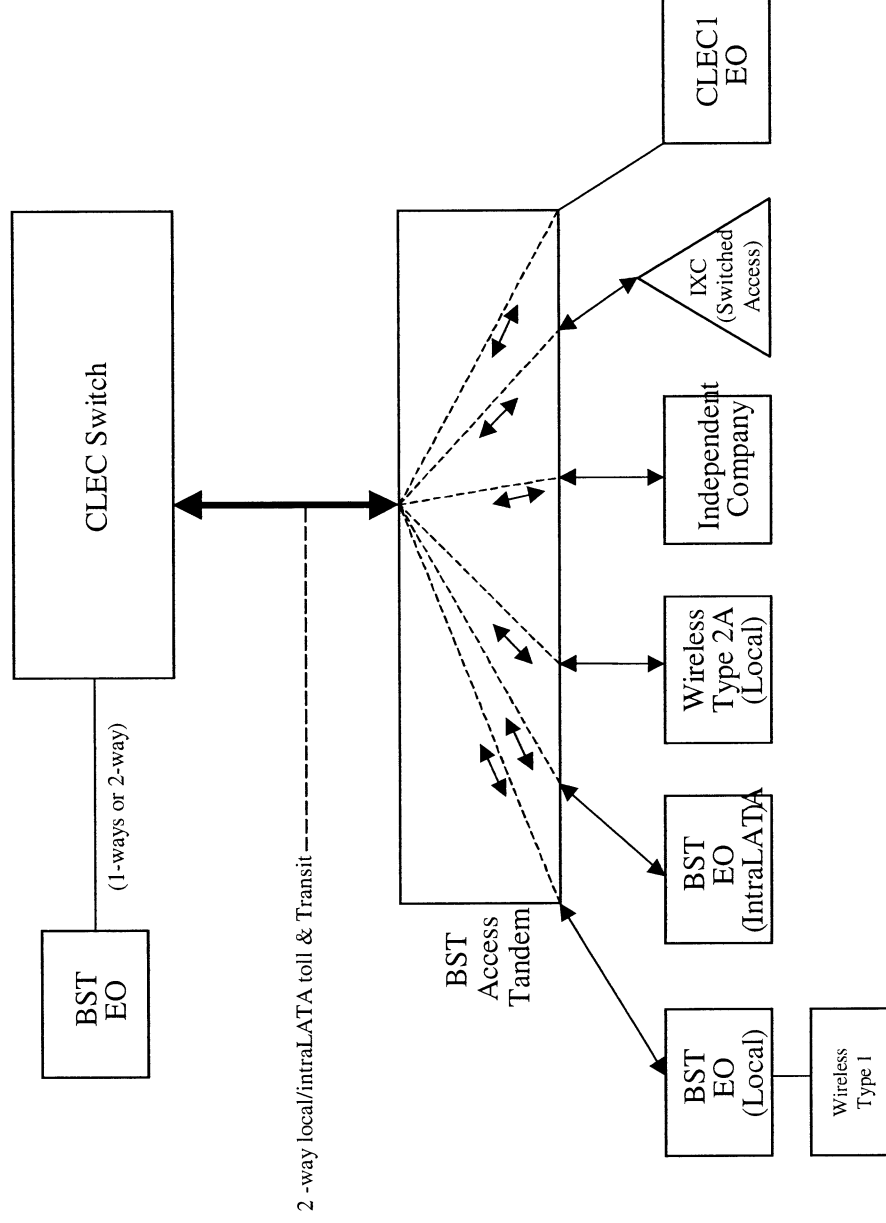 CLEC Switch
(1-ways or 2-way)
BST
EO
2 -way local/intraLATA toll & Transit
BST
Access
Tandem
BST
EO
(Local)
Wireless
Type 1
BST
EO
(IntraLATA)
Wireless
Type 2A
(Local)
Independent
Company
IXC
(Switched
Access)
CLEC1
EO